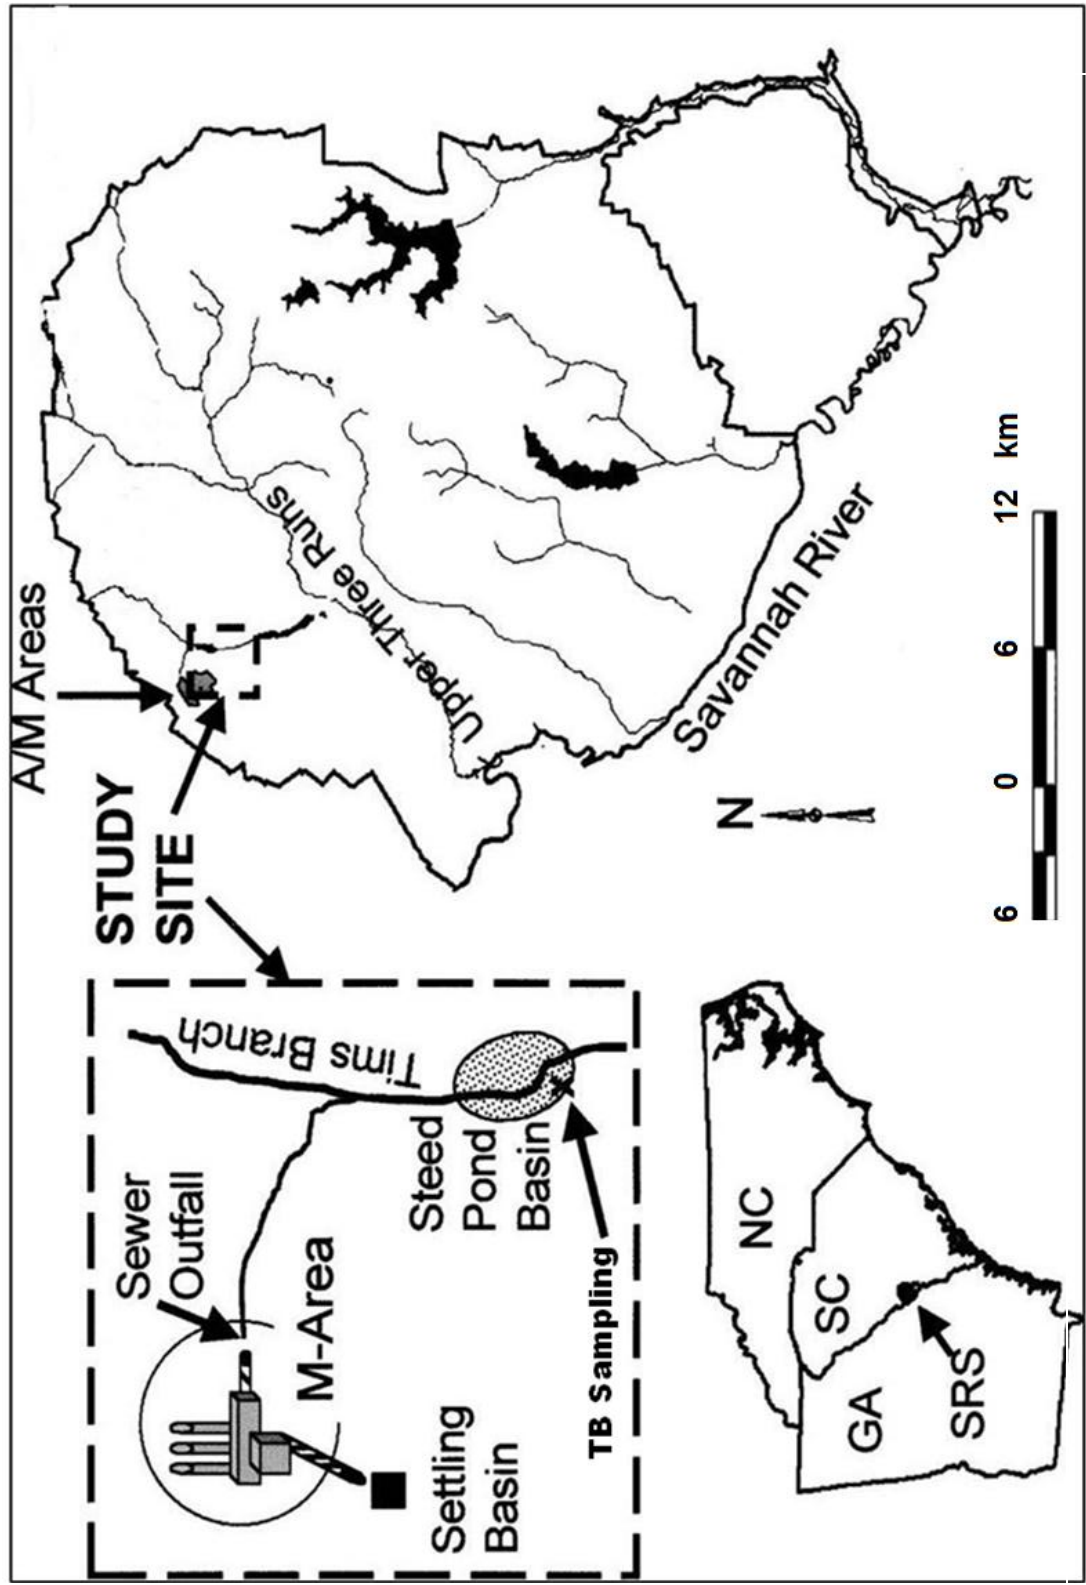 Sewer
Outfall
Tims Branch
M-Area
Steed
Pond
Basin
Settling
Basin
TB Sampling
STUDY
SITE
A/M Areas
Upper Three Runs
Savannah River
N
6 0 6 12 km
NC
SC
GA
SRS